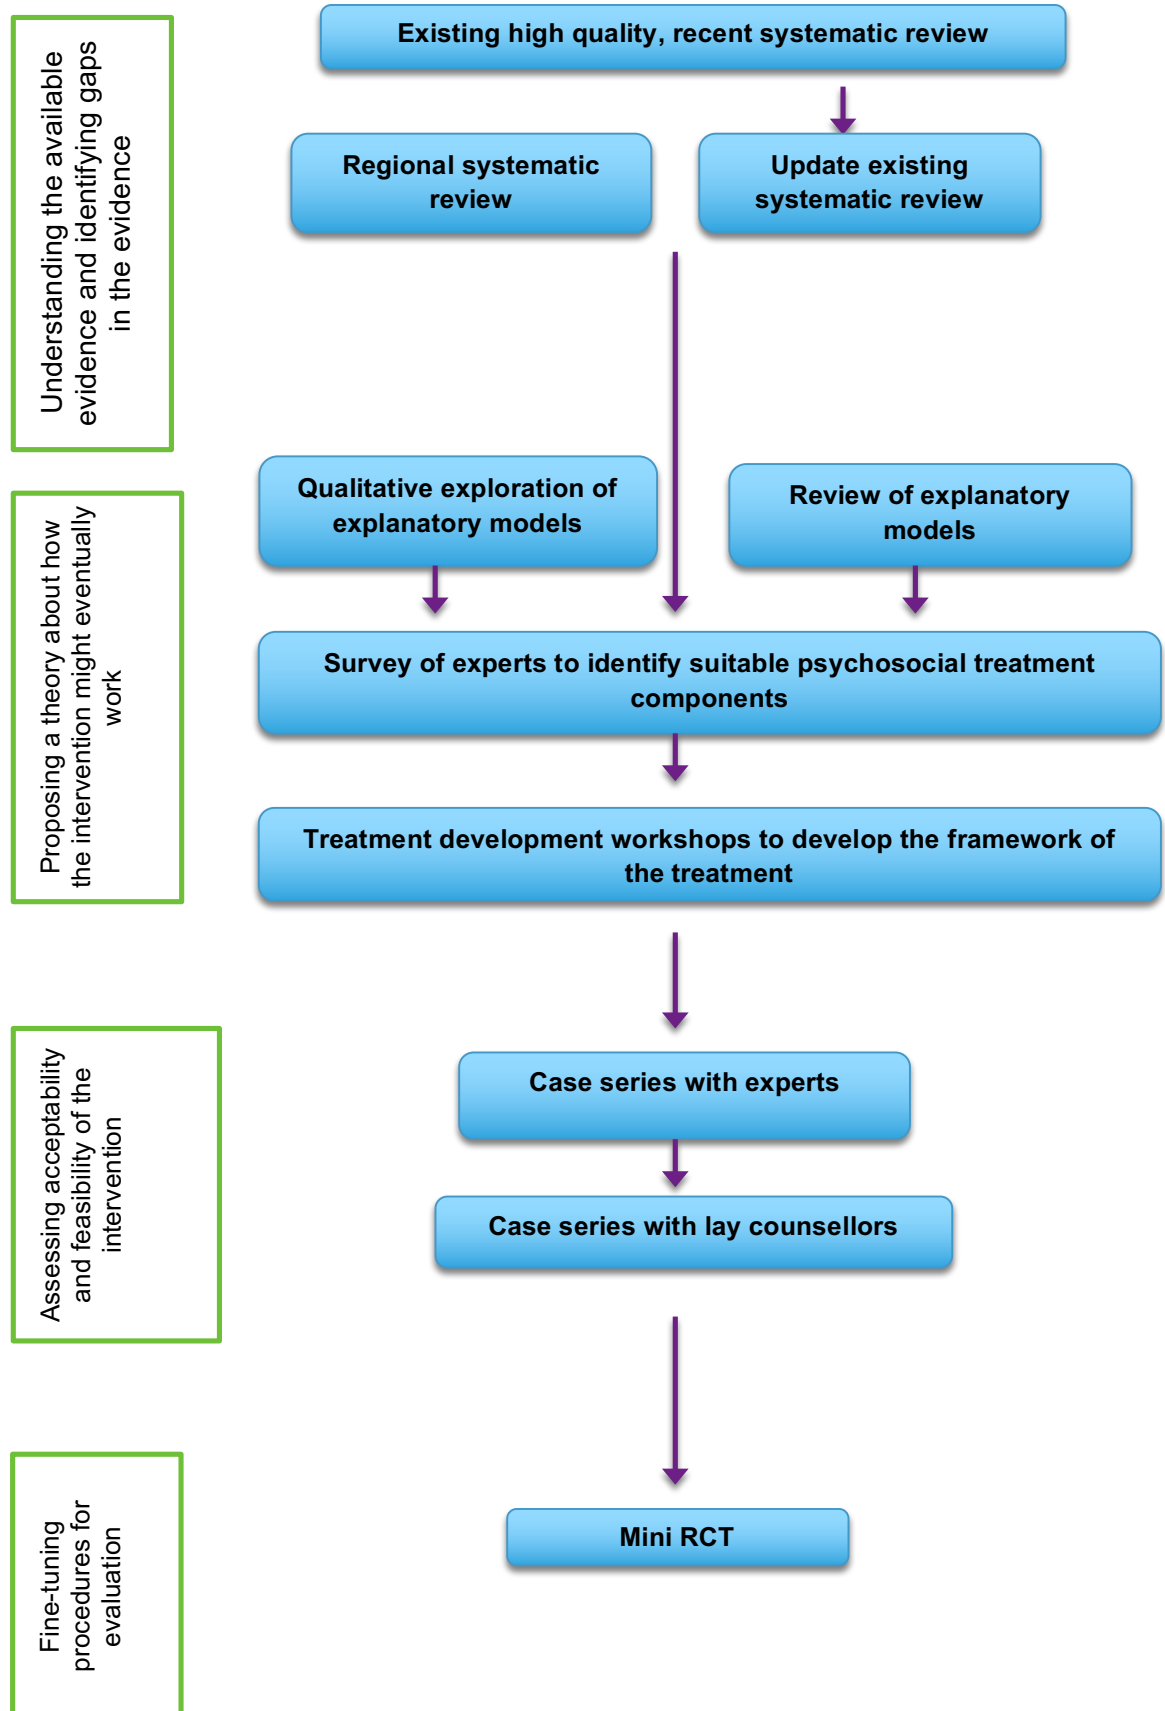 Understanding the available
evidence and identifying gaps
in the evidence
Existing high quality, recent systematic review
Regional systematic
review
Update existing
systematic review
Proposing a theory about how
the intervention might eventually
work
Qualitative exploration of
explanatory models
Review of explanatory
models
Survey of experts to identify suitable psychosocial treatment
components
Treatment development workshops to develop the framework of
the treatment
Assessing acceptability
and feasibility of the
intervention
Case series with experts
Case series with lay counsellors
Fine-tuning
procedures for
evaluation
Mini RCT